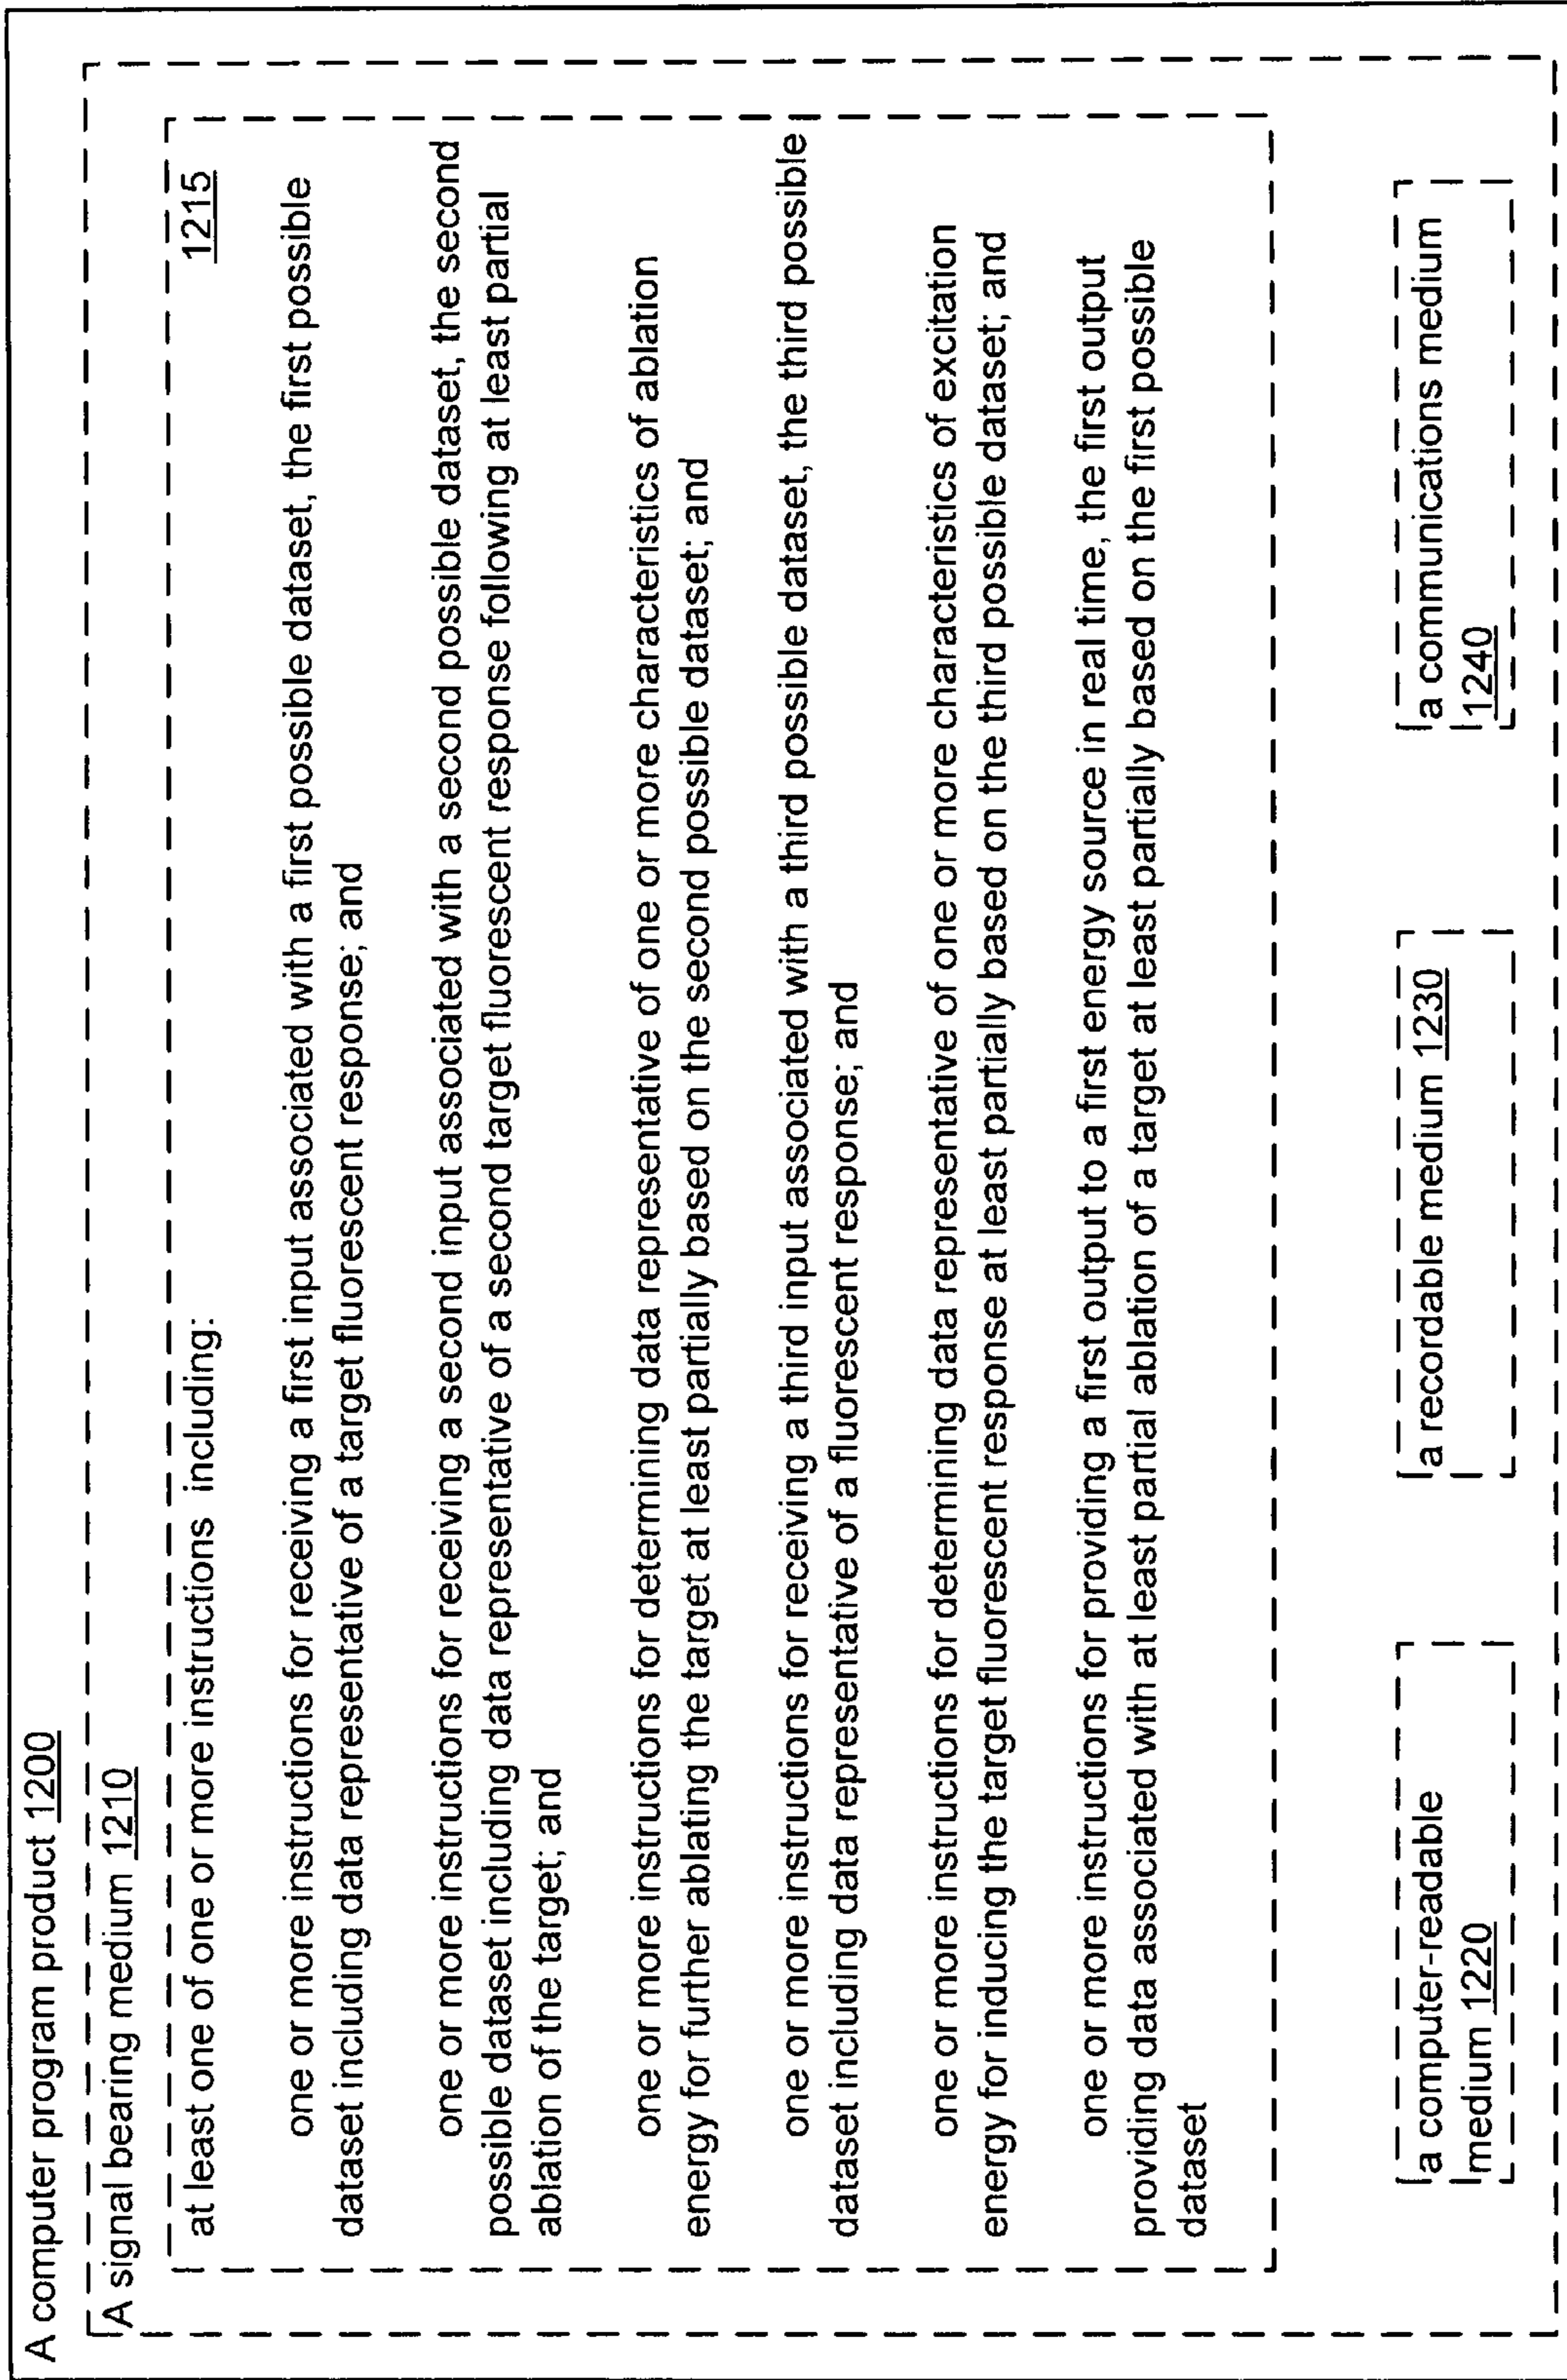 A computer program product 1200
A signal bearing medium 1210
at least one of one or more instructions including: 1215
one or more instructions for receiving a first input associated with a first possible dataset, the first possible
dataset including data representative of a target fluorescent response; and
one or more instructions for receiving a second input associated with a second possible dataset, the second
possible dataset including data representative of a second target fluorescent response following at least partial
ablation of the target; and
one or more instructions for determining data representative of one or more characteristics of ablation
energy for further ablating the target at least partially based on the second possible dataset; and
one or more instructions for receiving a third input associated with a third possible dataset, the third possible
dataset including data representative of a fluorescent response; and
one or more instructions for determining data representative of one or more characteristics of excitation
energy for inducing the target fluorescent response at least partially based on the third possible dataset; and
one or more instructions for providing a first output to a first energy source in real time, the first output
providing data associated with at least partial ablation of a target at least partially based on the first possible
dataset
a computer-readable
medium 1220
a recordable medium 1230
a communications medium
1240